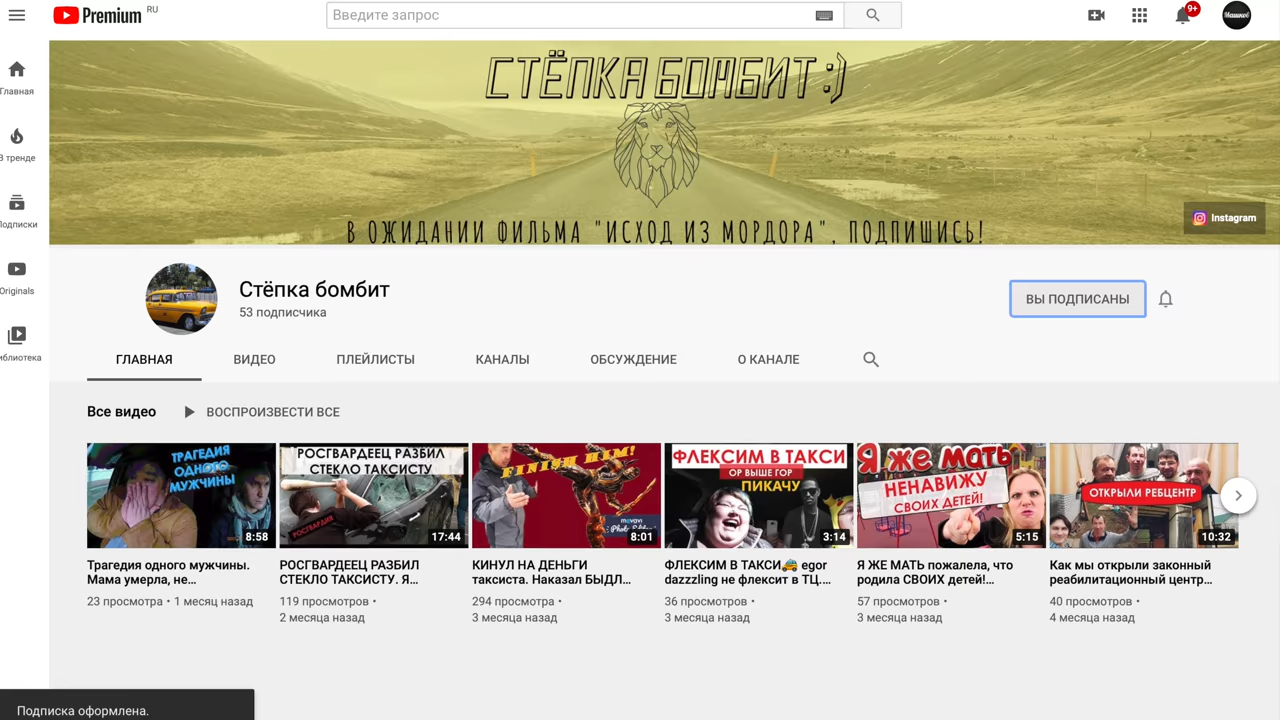 Premium RU
Введите запрос
9+
Машков
Главная
В тренде
Подписки
Originals
иблиотека
СТЁПКА БОМБИТ :)
В ОЖИДАНИИ ФИЛЬМА "ИСХОД ИЗ МОРДОРА", ПОДПИШИСЬ!
Instagram
Стёпка бомбит
53 подписчика
ВЫ ПОДПИСАНЫ
ГЛАВНАЯ ВИДЕО ПЛЕЙЛИСТЫ КАНАЛЫ ОБСУЖДЕНИЕ О КАНАЛЕ
Все видео ВОСПРОИЗВЕСТИ ВСЕ
ТРАГЕДИЯ
ОДНОГО
МУЖЧИНЫ
8:58
Трагедия одного мужчины.
Мама умерла, не…
23 просмотра • 1 месяц назад
РОСГВАРДЕЕЦ РАЗБИЛ
СТЕКЛО ТАКСИСТУ
РОСГВАРДИЯ
17:44
РОСГВАРДЕЕЦ РАЗБИЛ
СТЕКЛО ТАКСИСТУ. Я…
119 просмотров •
2 месяца назад
FINISH HIM!
movavi
Photo Editor
8:01
КИНУЛ НА ДЕНЬГИ
таксиста. Наказал БЫДЛ…
294 просмотра •
3 месяца назад
ФЛЕКСИМ В ТАКСИ
ОР ВЫШЕ ГОР
ПИКАЧУ
3:14
ФЛЕКСИМ В ТАКСИ🚕 egor
dazzzling не флексит в ТЦ.…
36 просмотров •
3 месяца назад
Я же мать
НЕНАВИЖУ
СВОИХ ДЕТЕЙ!
5:15
Я ЖЕ МАТЬ пожалела, что
родила СВОИХ детей!…
57 просмотров •
3 месяца назад
ОТКРЫЛИ РЕБЦЕНТР
10:32
Как мы открыли законный
реабилитационный центр…
40 просмотров •
4 месяца назад
Подписка оформлена.